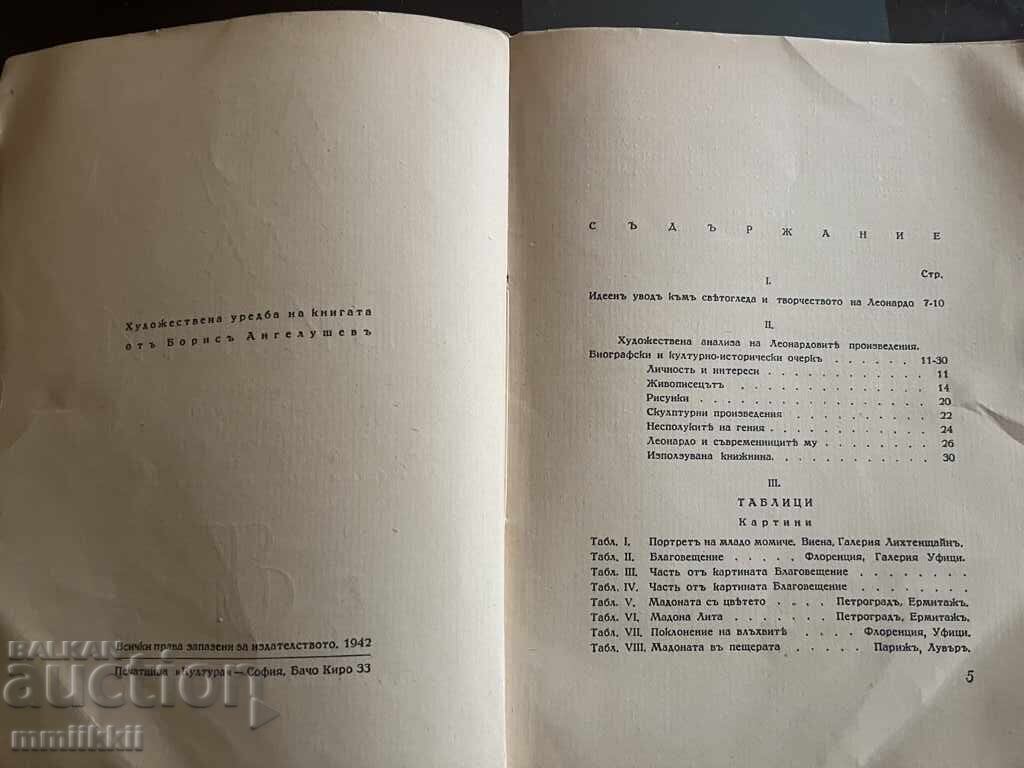 Художествена уредба на книгата
отъ Борисъ Ангелушевъ
Всички права запазени за издателството. 1942
Печатница «Култура» — София, Бачо Киро 33
BALKAN
auction
mmiikkii
СЪДЪРЖАНИЕ
Стр.
I.
Идеенъ уводъ къмъ свѣтогледа и творчеството на Леонардо 7-10
II.
Художествена анализа на Леонардовитѣ произведения.
Биографски и културно-исторически очеркъ . . . . . . 11-30
Личность и интереси . . . . . . . . . . . . 11
Живописецътъ . . . . . . . . . . . . . 14
Рисунки . . . . . . . . . . . . . . . . 20
Скулптурни произведения . . . . . . . . . . 22
Несполукитѣ на гения . . . . . . . . . . . . 24
Леонардо и съвременницитѣ му . . . . . . . . 26
Използувана книжнина. . . . . . . . . . . . 30
III.
ТАБЛИЦИ
Картини
Табл. I. Портретъ на младо момиче. Виена, Галерия Лихтенщайнъ.
Табл. II. Благовещение . . . . . Флоренция, Галерия Уфици.
Табл. III. Часть отъ картината Благовещение . . . . . . . .
Табл. IV. Часть отъ картината Благовещение . . . . . . . .
Табл. V. Мадоната съ цвѣтето . . . . Петроградъ, Ермитажъ.
Табл. VI. Мадона Лита . . . . . . Петроградъ, Ермитажъ.
Табл. VII. Поклонение на влъхвитѣ . . . Флоренция, Уфици.
Табл. VIII. Мадоната въ пещерата . . . . . Парижъ, Лувъръ.
5